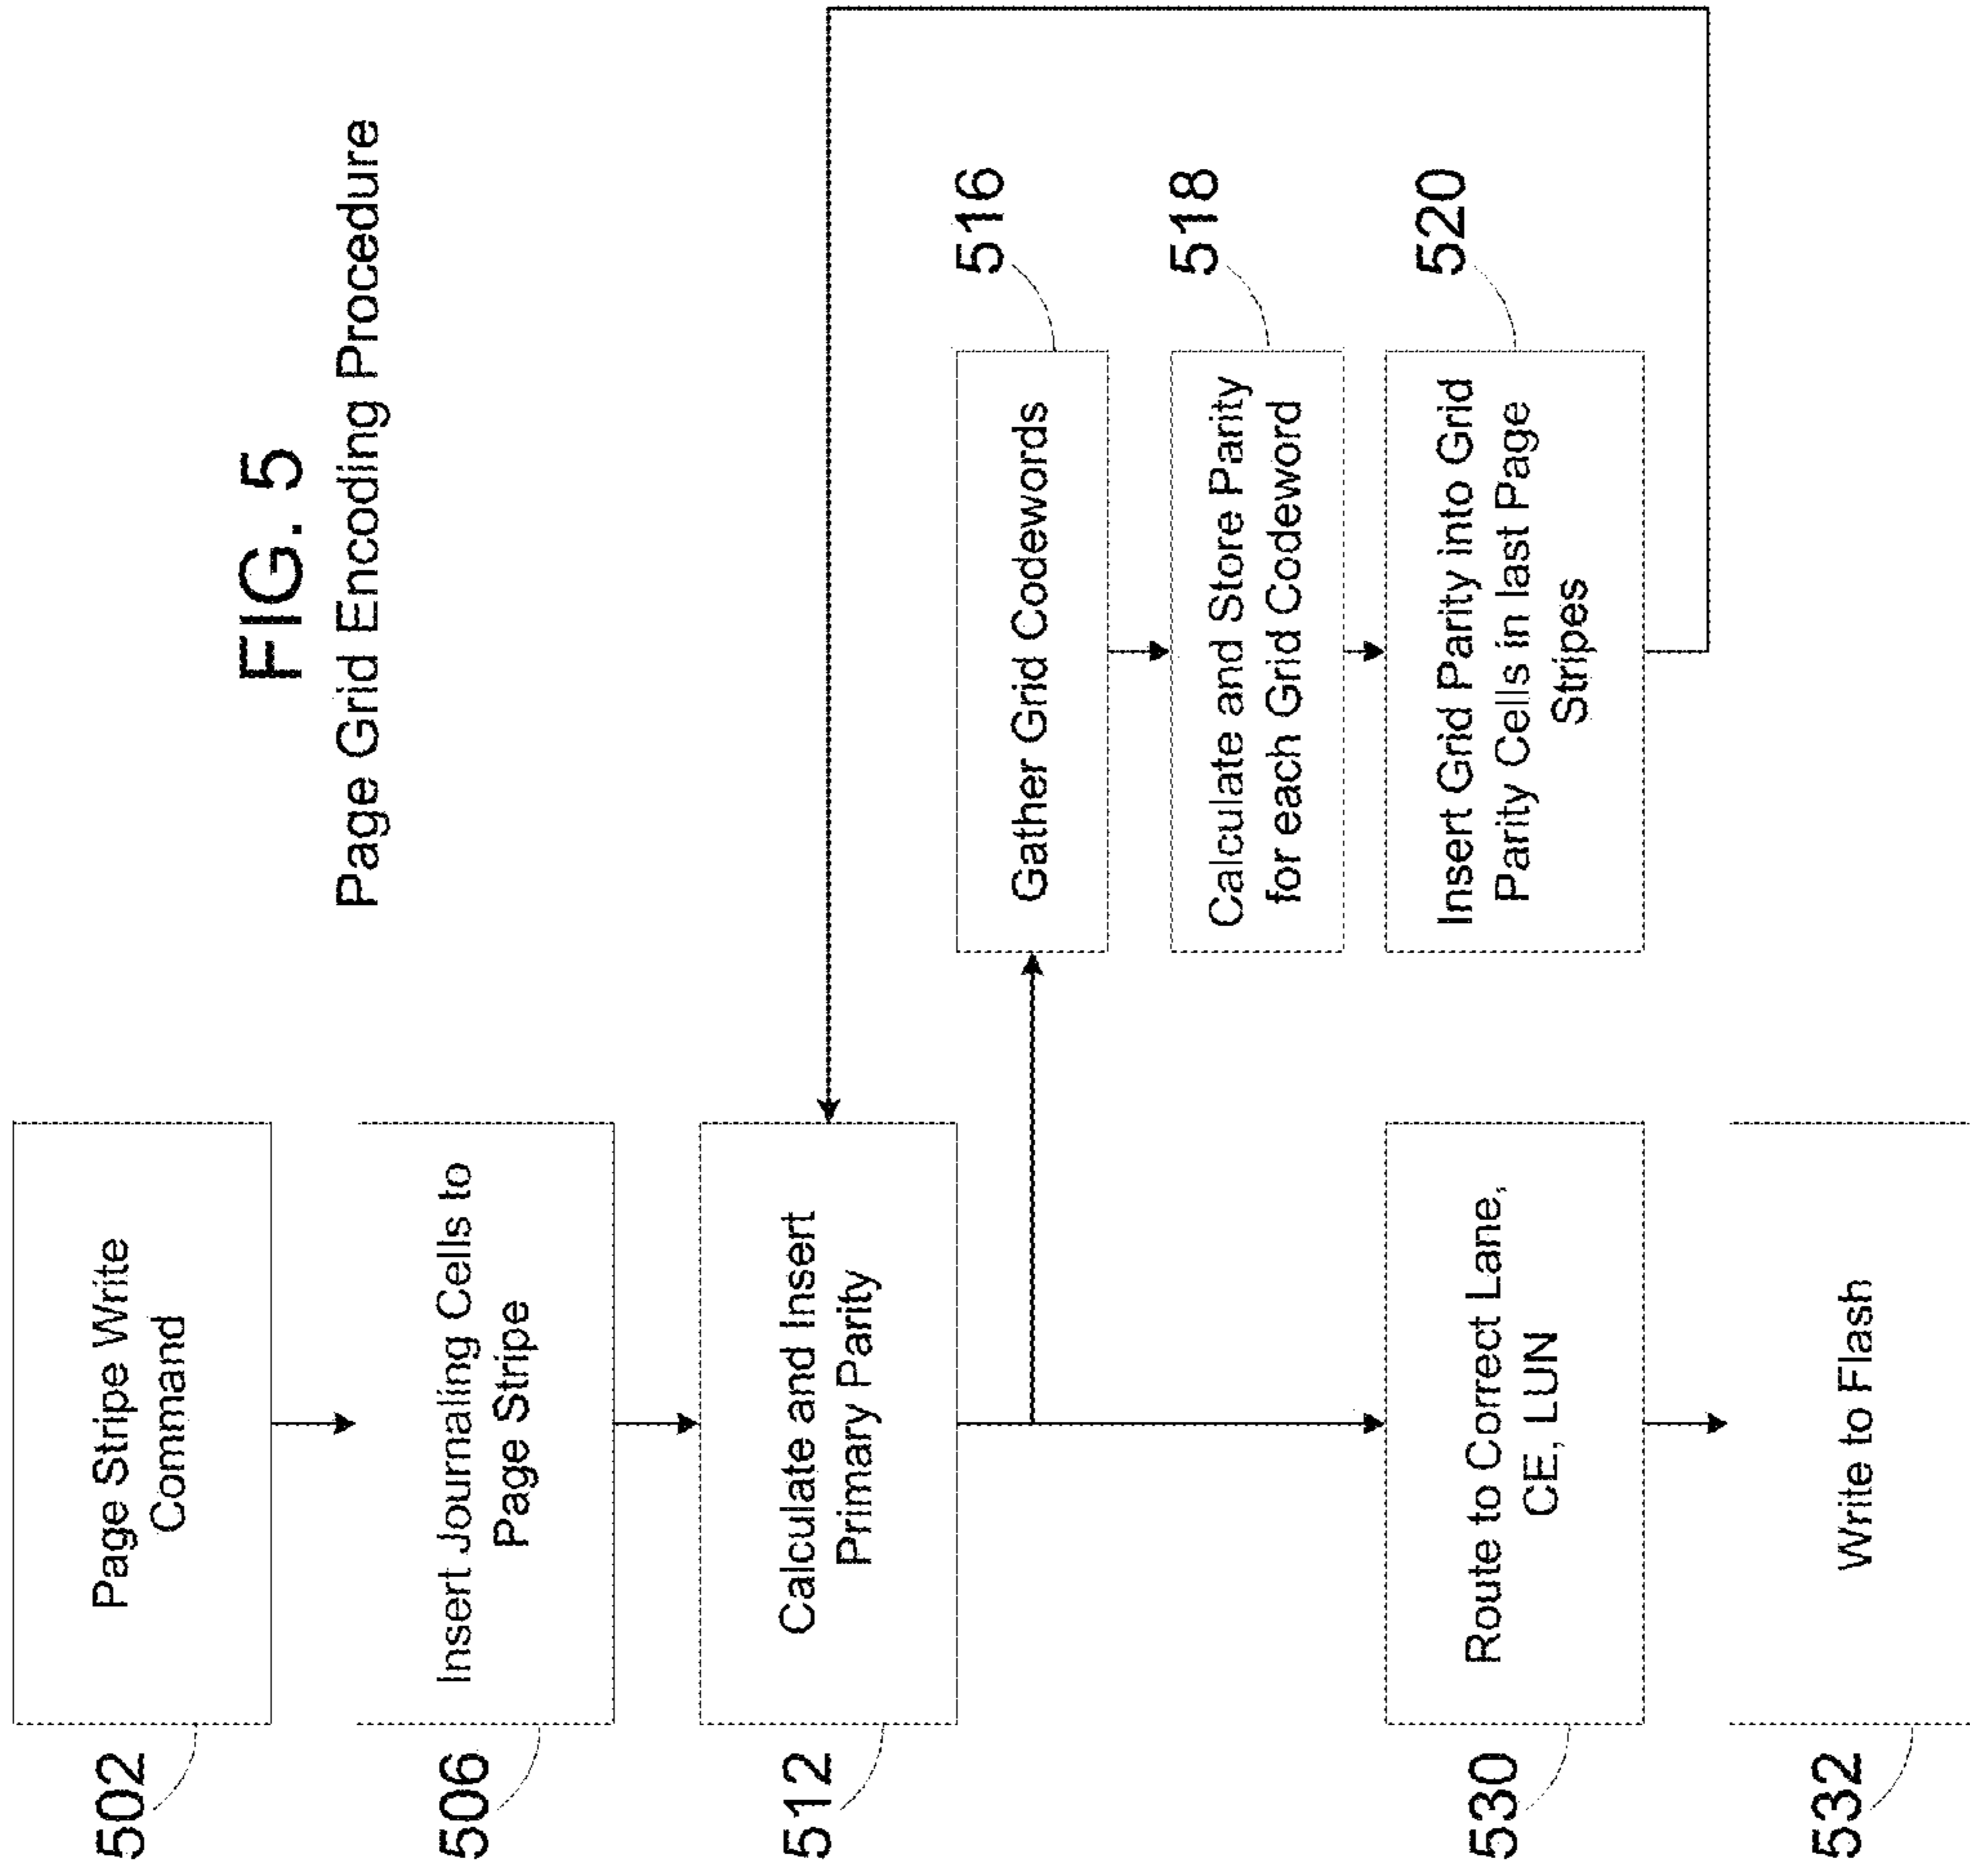 FIG. 5
Page Grid Encoding Procedure
502
Page Stripe Write
Command
506
Insert Journaling Cells to
Page Stripe
512
Calculate and Insert
Primary Parity
516
Gather Grid Codewords
518
Calculate and Store Parity
for each Grid Codeword
520
Insert Grid Parity into Grid
Parity Cells in last Page
Stripes
530
Route to Correct Lane,
CE, LUN
532
Write to Flash